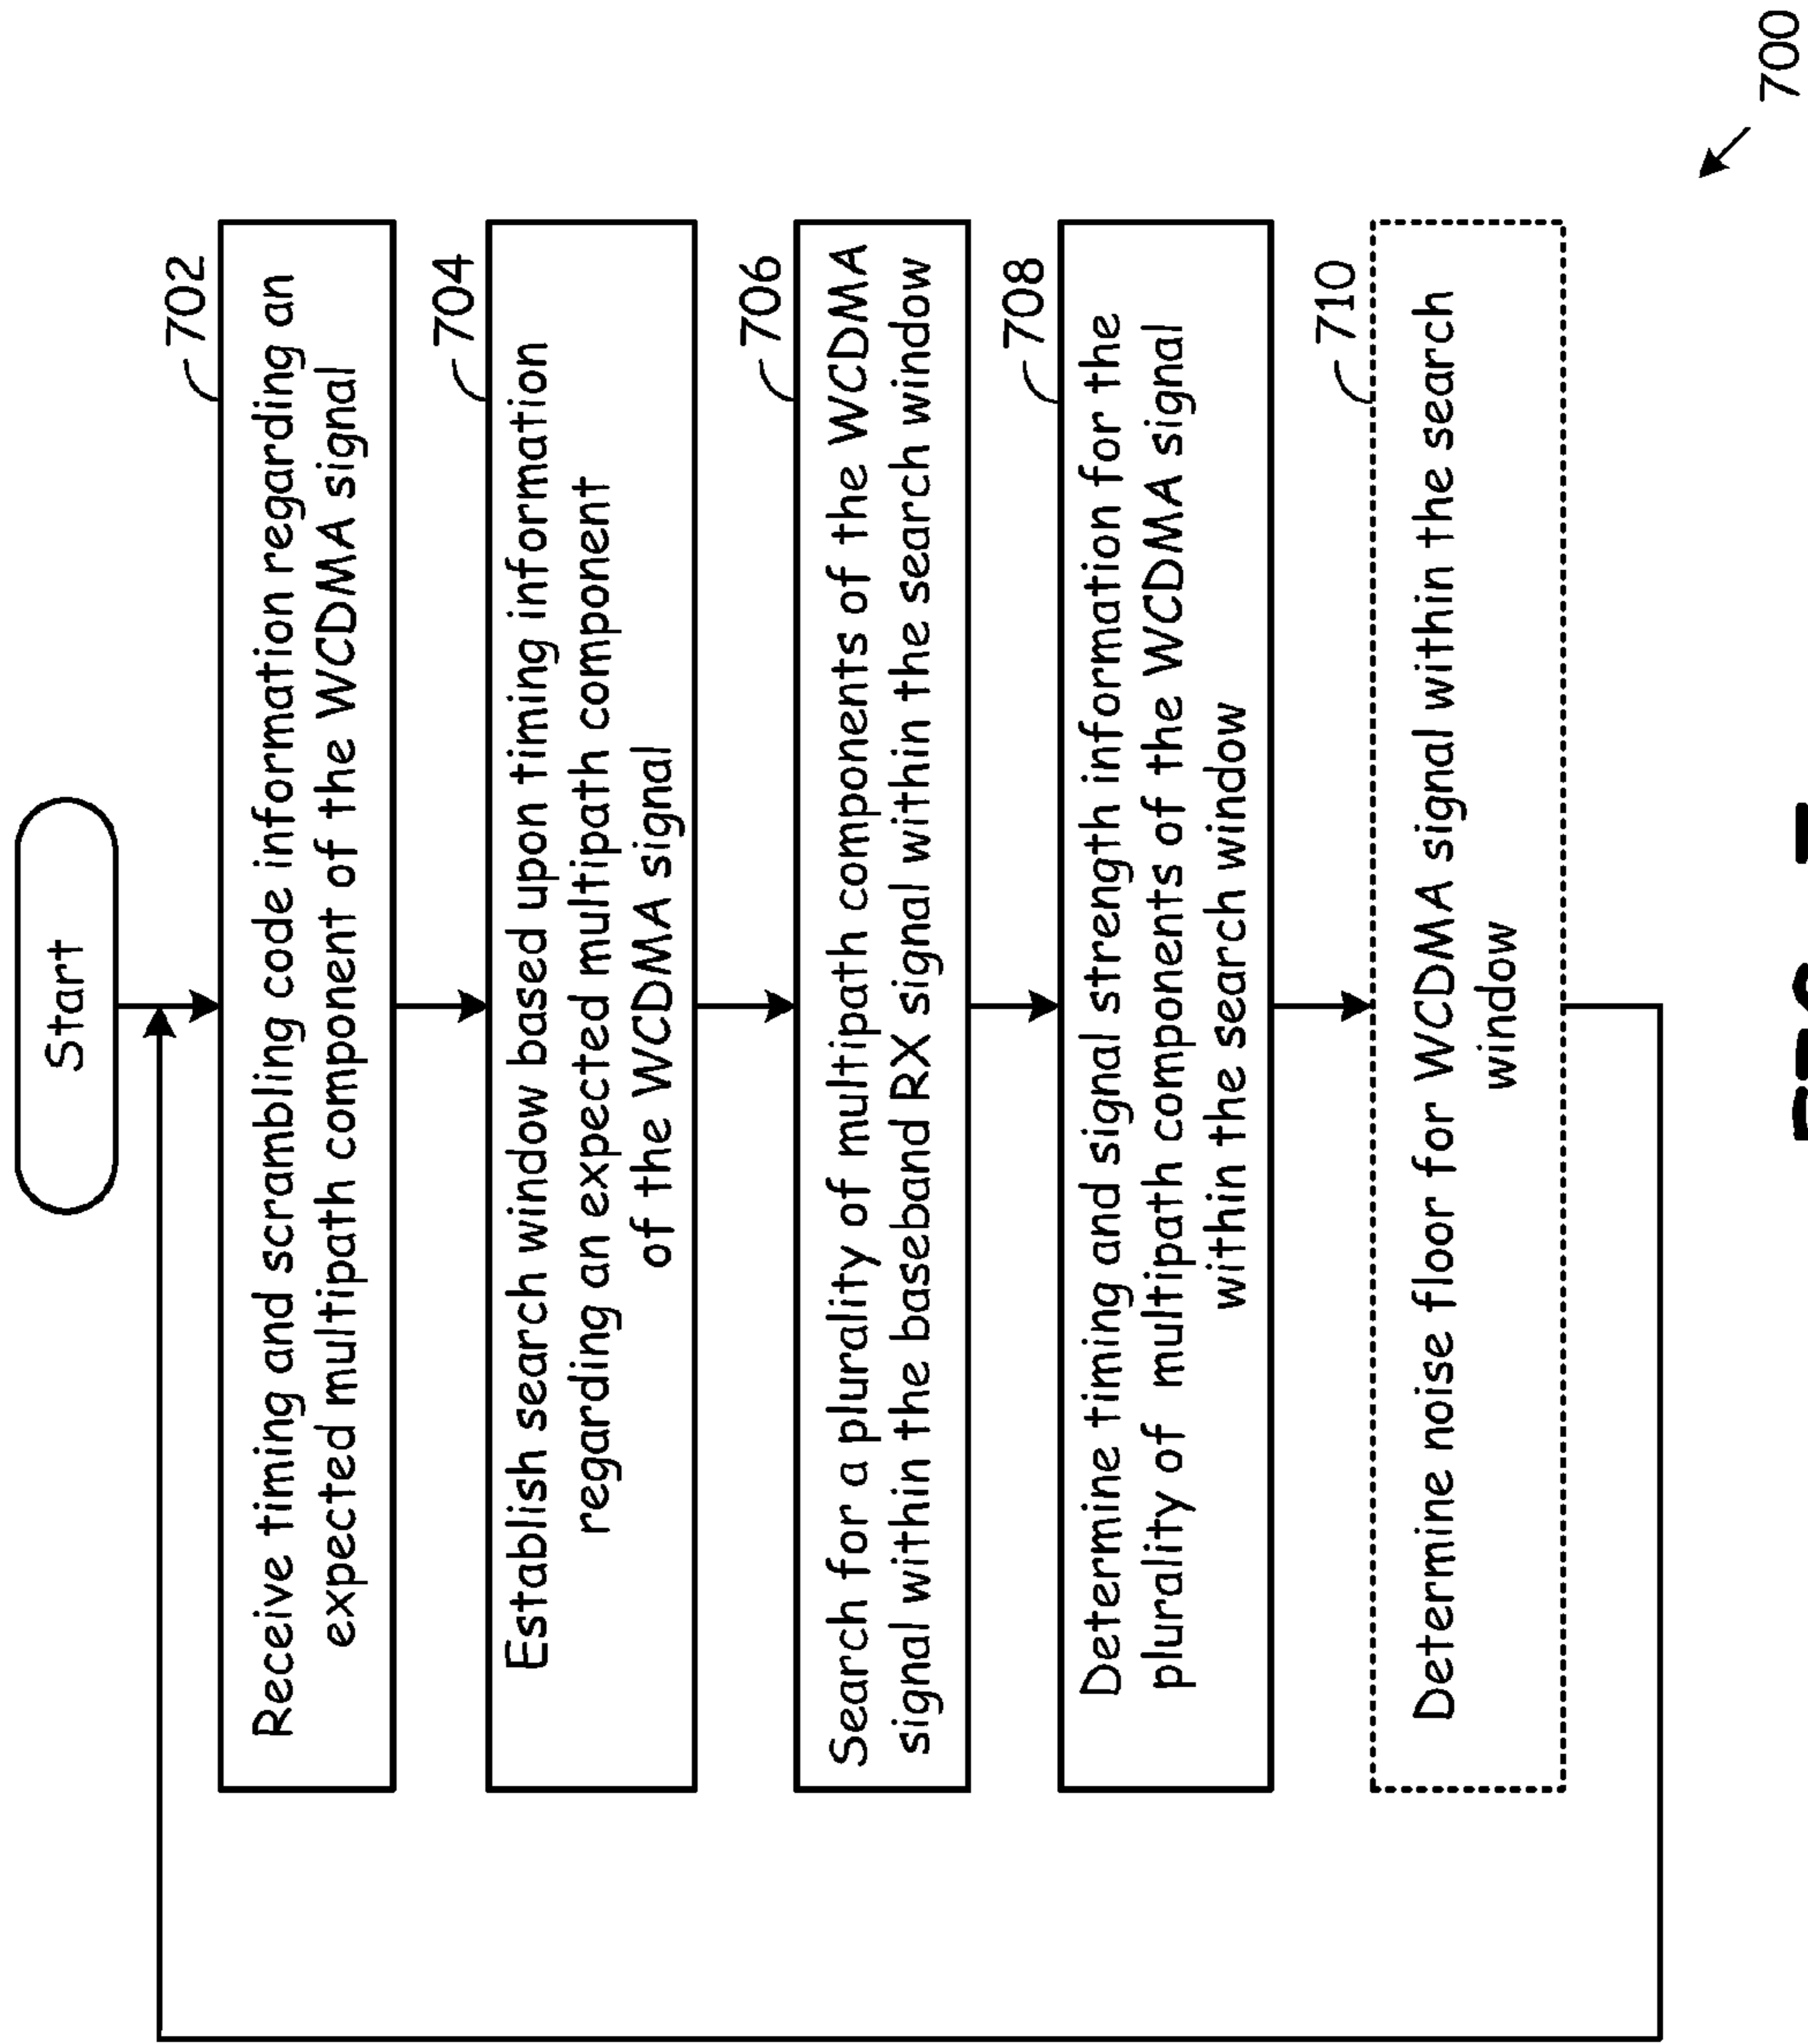 Start
702
Receive timing and scrambling code information regarding an
expected multipath component of the WCDMA signal
704
Establish search window based upon timing information
regarding an expected multipath component
of the WCDMA signal
706
Search for a plurality of multipath components of the WCDMA
signal within the baseband RX signal within the search window
708
Determine timing and signal strength information for the
plurality of multipath components of the WCDMA signal
within the search window
710
Determine noise floor for WCDMA signal within the search
window
700